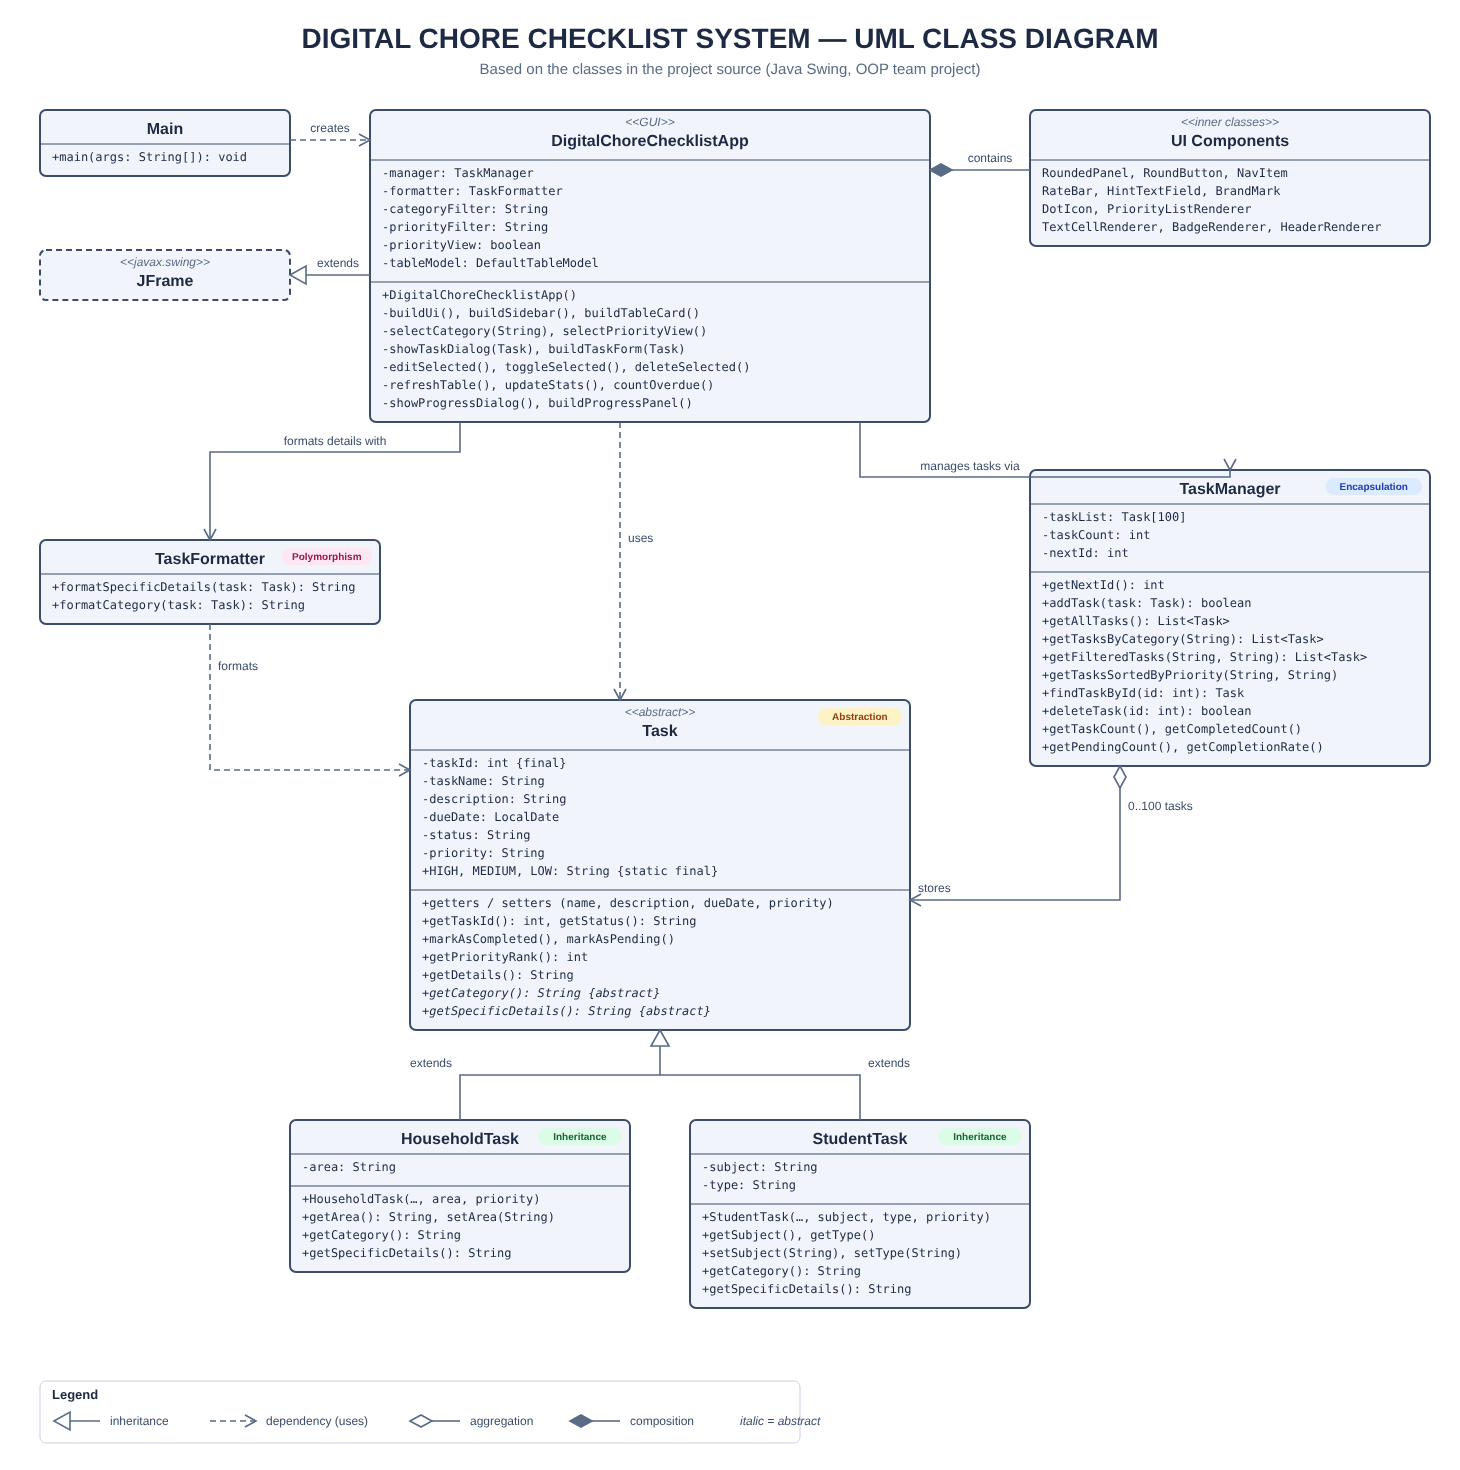 DIGITAL CHORE CHECKLIST SYSTEM — UML CLASS DIAGRAM
Based on the classes in the project source (Java Swing, OOP team project)
Main
+main(args: String[]): void
creates
<<GUI>>
DigitalChoreChecklistApp
-manager: TaskManager
-formatter: TaskFormatter
-categoryFilter: String
-priorityFilter: String
-priorityView: boolean
-tableModel: DefaultTableModel
+DigitalChoreChecklistApp()
-buildUi(), buildSidebar(), buildTableCard()
-selectCategory(String), selectPriorityView()
-showTaskDialog(Task), buildTaskForm(Task)
-editSelected(), toggleSelected(), deleteSelected()
-refreshTable(), updateStats(), countOverdue()
-showProgressDialog(), buildProgressPanel()
contains
<<inner classes>>
UI Components
RoundedPanel, RoundButton, NavItem
RateBar, HintTextField, BrandMark
DotIcon, PriorityListRenderer
TextCellRenderer, BadgeRenderer, HeaderRenderer
<<javax.swing>>
JFrame
extends
formats details with
uses
manages tasks via
TaskManager
Encapsulation
-taskList: Task[100]
-taskCount: int
-nextId: int
+getNextId(): int
+addTask(task: Task): boolean
+getAllTasks(): List<Task>
+getTasksByCategory(String): List<Task>
+getFilteredTasks(String, String): List<Task>
+getTasksSortedByPriority(String, String)
+findTaskById(id: int): Task
+deleteTask(id: int): boolean
+getTaskCount(), getCompletedCount()
+getPendingCount(), getCompletionRate()
TaskFormatter
Polymorphism
+formatSpecificDetails(task: Task): String
+formatCategory(task: Task): String
formats
<<abstract>>
Task
Abstraction
-taskId: int {final}
-taskName: String
-description: String
-dueDate: LocalDate
-status: String
-priority: String
+HIGH, MEDIUM, LOW: String {static final}
+getters / setters (name, description, dueDate, priority)
+getTaskId(): int, getStatus(): String
+markAsCompleted(), markAsPending()
+getPriorityRank(): int
+getDetails(): String
+getCategory(): String {abstract}
+getSpecificDetails(): String {abstract}
0..100 tasks
stores
extends
extends
HouseholdTask
Inheritance
-area: String
+HouseholdTask(…, area, priority)
+getArea(): String, setArea(String)
+getCategory(): String
+getSpecificDetails(): String
StudentTask
Inheritance
-subject: String
-type: String
+StudentTask(…, subject, type, priority)
+getSubject(), getType()
+setSubject(String), setType(String)
+getCategory(): String
+getSpecificDetails(): String
Legend
inheritance
dependency (uses)
aggregation
composition
italic = abstract